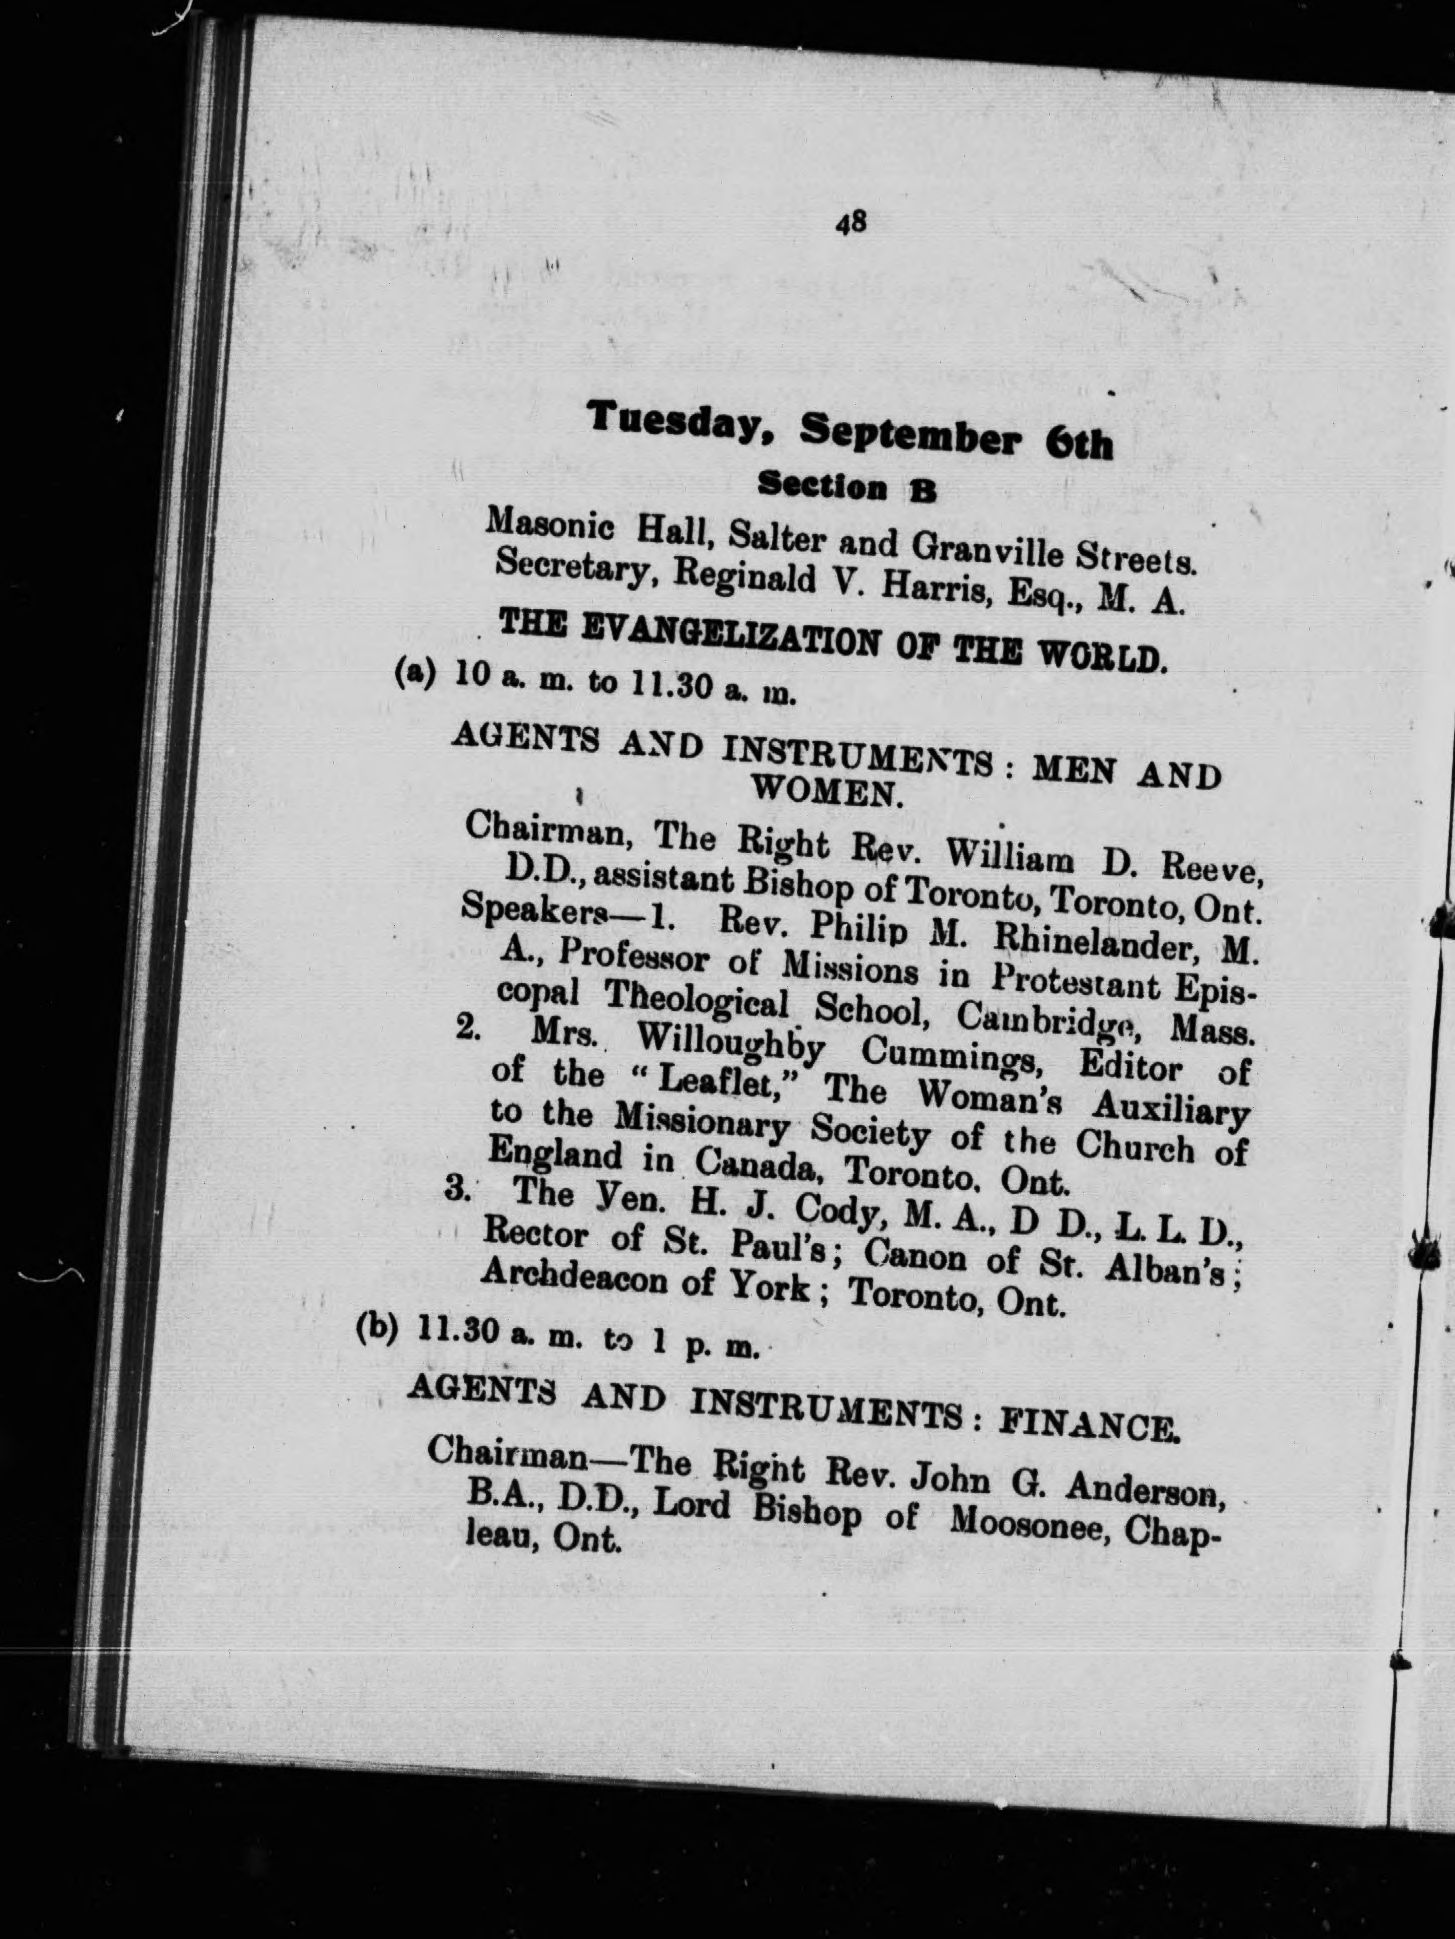 48
Tuesday, September 6th
Section B
Masonic Hall, Salter and Granville Streets.
Secretary, Reginald V. Harris, Esq., M. A.
THE EVANGELIZATION OF THE WORLD.
(a) 10 a. m. to 11.30 a. m.
AGENTS AND INSTRUMENTS : MEN AND
WOMEN.
Chairman, The Right Rev. William D. Reeve,
D.D., assistant Bishop of Toronto, Toronto, Ont.
Speakers—1. Rev. Philip M. Rhinelander, M.
A., Professor of Missions in Protestant Epis-
copal Theological School, Cambridge, Mass.
2. Mrs. Willoughby Cummings, Editor of
of the “Leaflet,” The Woman’s Auxiliary
to the Missionary Society of the Church of
England in Canada, Toronto. Ont.
3. The Ven. H. J. Cody, M. A., D D., L. L. D.,
Rector of St. Paul’s; Canon of St. Alban’s;
Archdeacon of York; Toronto, Ont.
(b) 11.30 a. m. to 1 p. m.
AGENTS AND INSTRUMENTS : FINANCE.
Chairman—The Right Rev. John G. Anderson,
B.A., D.D., Lord Bishop of Moosonee, Chap-
leau, Ont.